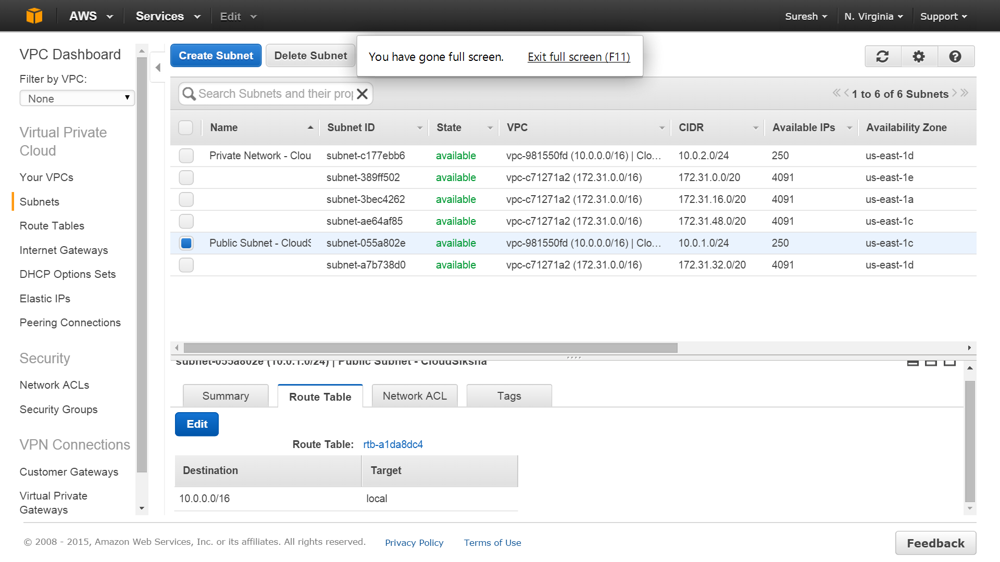 AWS Services Edit Suresh N. Virginia Support
You have gone full screen. Exit full screen (F11)
VPC Dashboard
Filter by VPC:
None
Virtual Private
Cloud
Your VPCs
Subnets
Route Tables
Internet Gateways
DHCP Options Sets
Elastic IPs
Peering Connections
Security
Network ACLs
Security Groups
VPN Connections
Customer Gateways
Virtual Private
Gateways
Create Subnet Delete Subnet
Search Subnets and their prop
1 to 6 of 6 Subnets
Name Subnet ID State VPC CIDR Available IPs Availability Zone
Private Network - Clou subnet-c177ebb6 available vpc-981550fd (10.0.0.0/16) | Clo... 10.0.2.0/24 250 us-east-1d
subnet-389ff502 available vpc-c71271a2 (172.31.0.0/16) 172.31.0.0/20 4091 us-east-1e
subnet-3bec4262 available vpc-c71271a2 (172.31.0.0/16) 172.31.16.0/20 4091 us-east-1a
subnet-ae64af85 available vpc-c71271a2 (172.31.0.0/16) 172.31.48.0/20 4091 us-east-1c
Public Subnet - CloudS subnet-055a802e available vpc-981550fd (10.0.0.0/16) | Clo... 10.0.1.0/24 250 us-east-1c
subnet-a7b738d0 available vpc-c71271a2 (172.31.0.0/16) 172.31.32.0/20 4091 us-east-1d
subnet-055a802e (10.0.1.0/24) | Public Subnet - CloudSiksha
Summary Route Table Network ACL Tags
Edit
Route Table: rtb-a1da8dc4
Destination Target
10.0.0.0/16 local
© 2008 - 2015, Amazon Web Services, Inc. or its affiliates. All rights reserved. Privacy Policy Terms of Use
Feedback